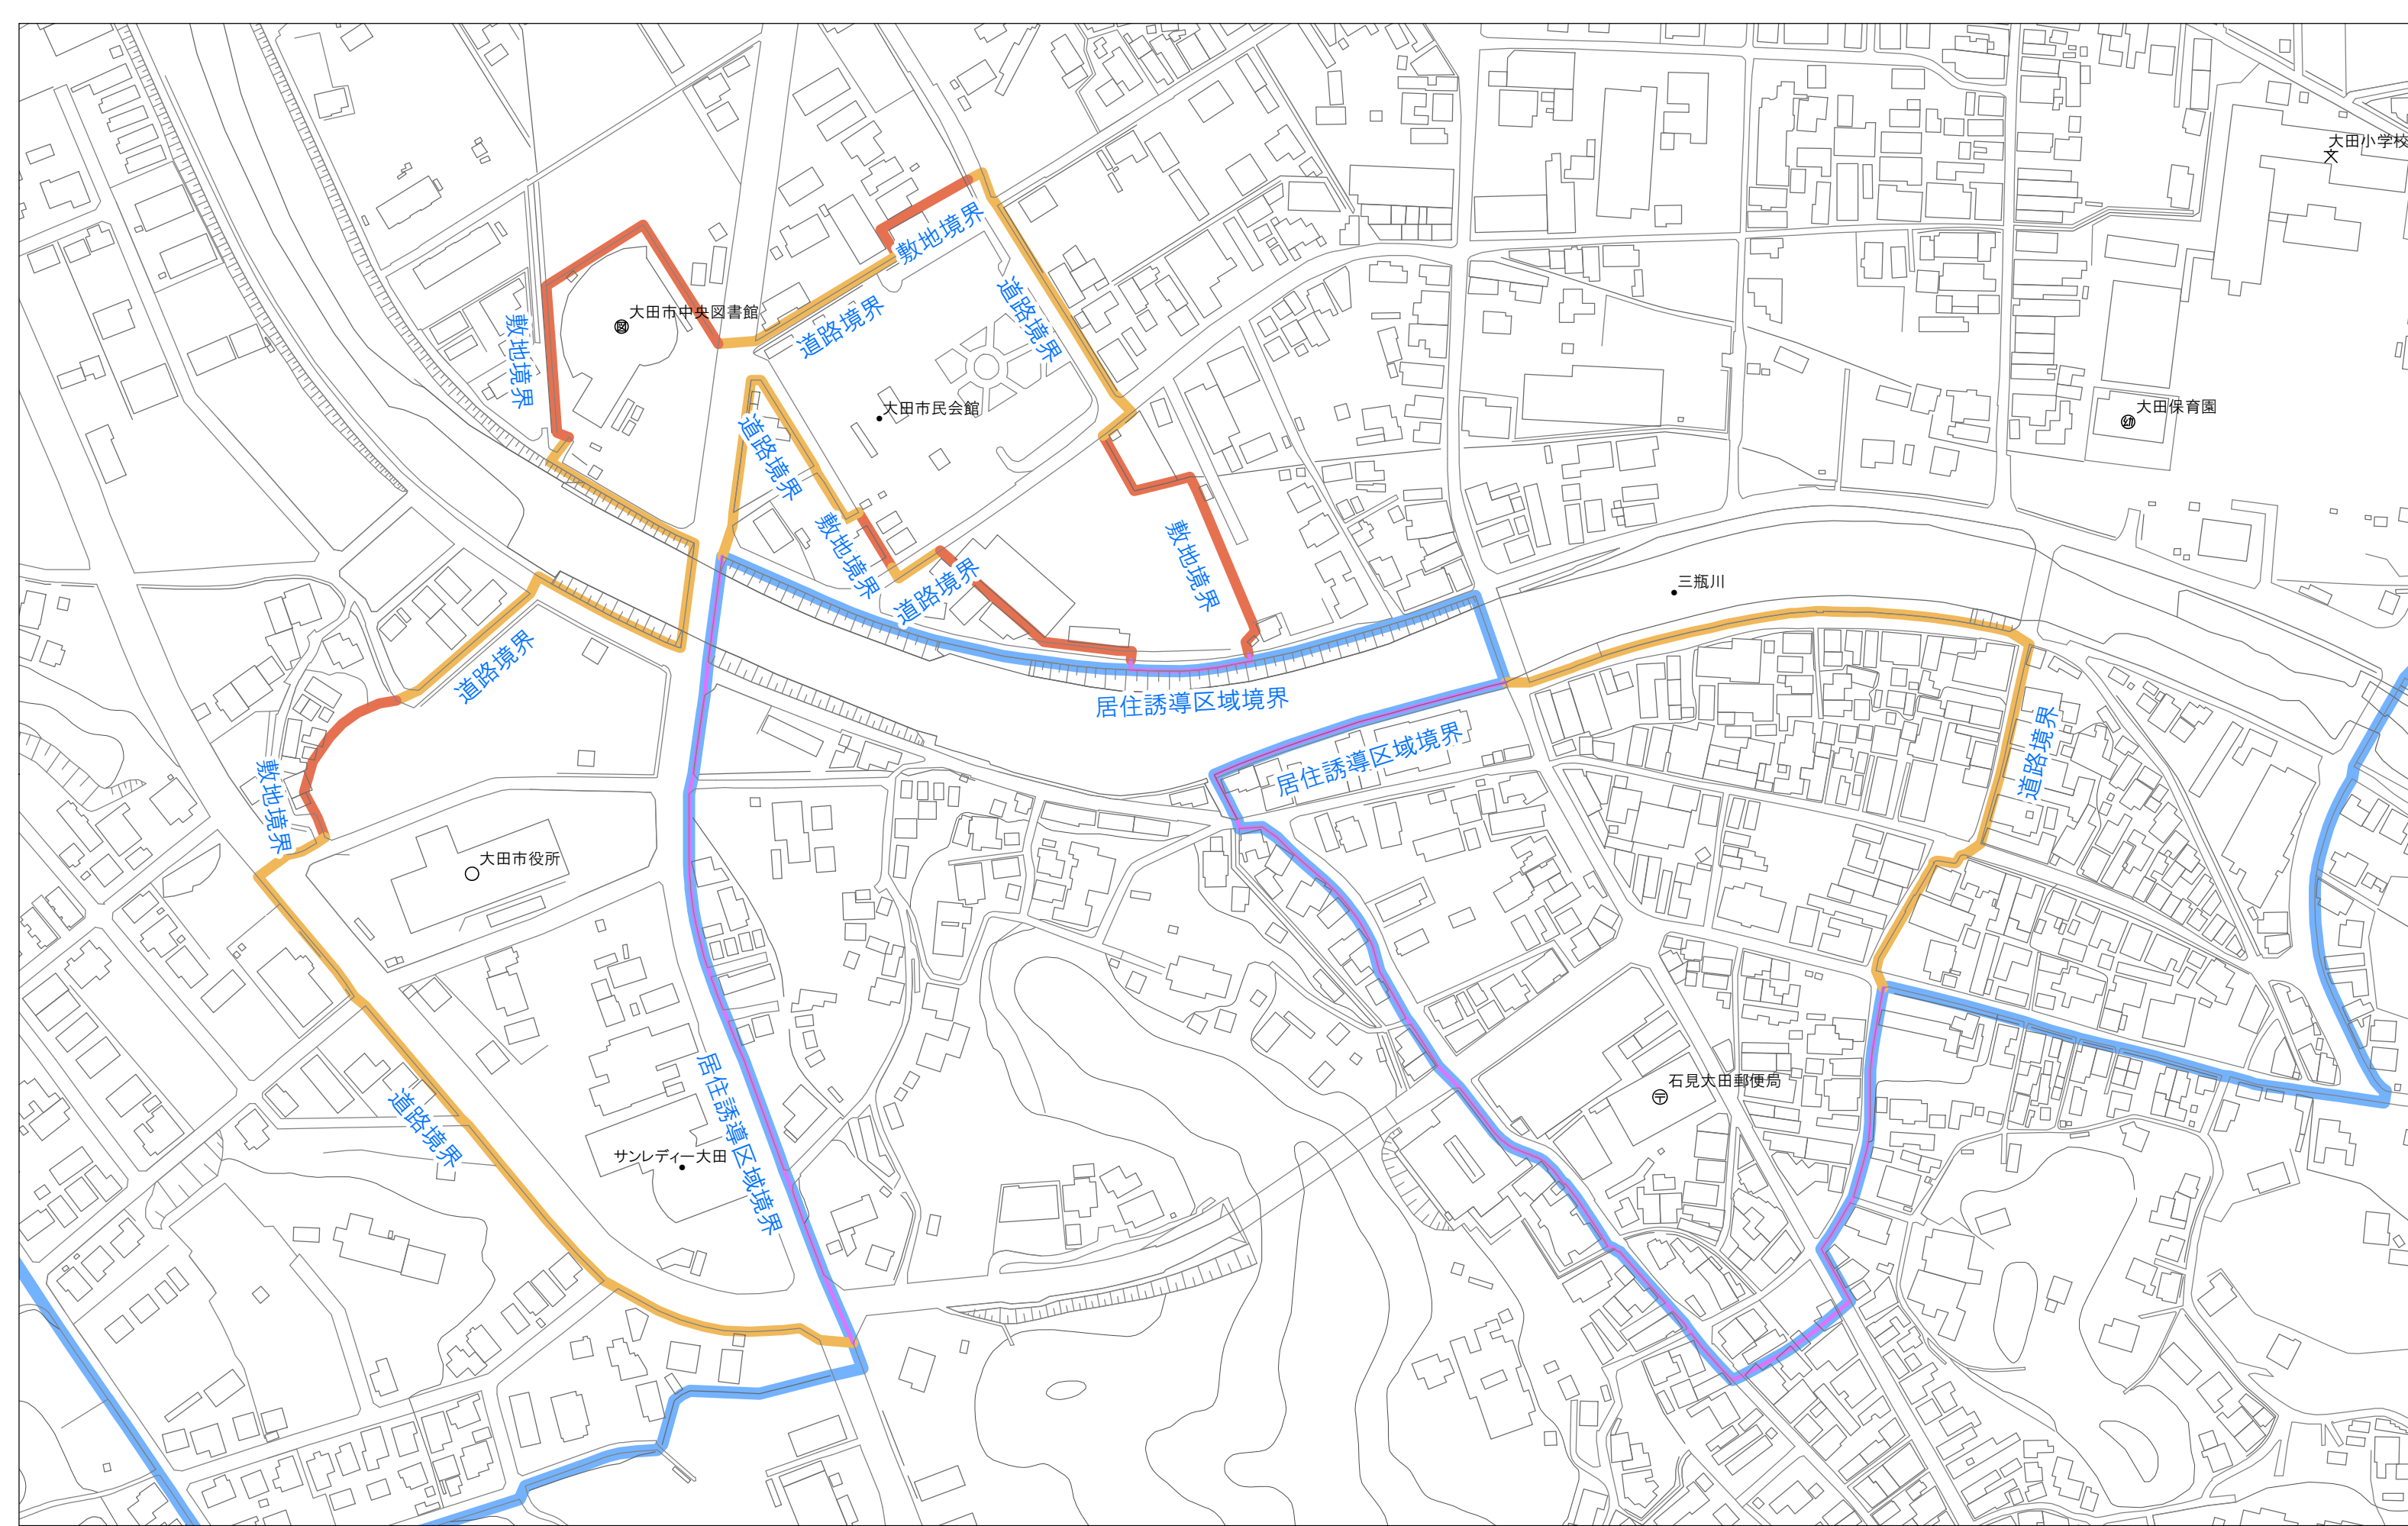 大田小学校
敷地境界
道路境界
大田市中央図書館
道路境界
敷地境界
大田市民会館
大田保育園
道路境界
敷地境界
敷地境界
道路境界
三瓶川
道路境界
居住誘導区域境界
居住誘導区域境界
道路境界
敷地境界
大田市役所
石見大田郵便局
居住誘導区域境界
道路境界
サンレディー大田